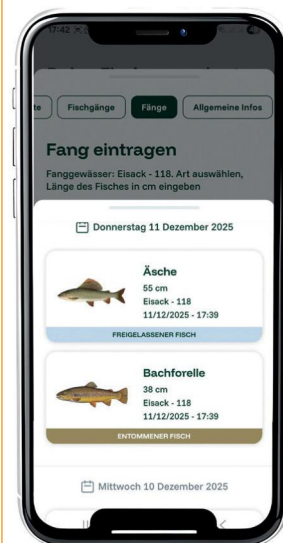 17:42
te
Fischgänge
Fänge
Allgemeine Infos
Fang eintragen
Fanggewässer: Eisack - 118. Art auswählen,
Länge des Fisches in cm eingeben
Donnerstag 11 Dezember 2025
Äsche
55 cm
Eisack - 118
11/12/2025 - 17:39
FREIGELASSENER FISCH
Bachforelle
38 cm
Eisack - 118
11/12/2025 - 17:39
ENTOMMENER FISCH
Mittwoch 10 Dezember 2025